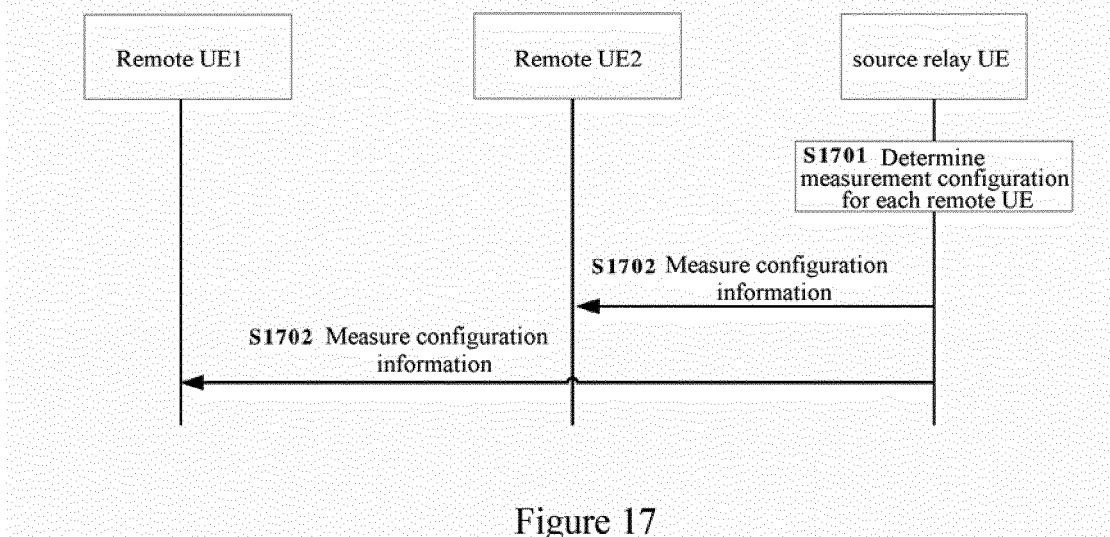 Remote UE1
Remote UE2
source relay UE
S1701 Determine
measurement configuration
for each remote UE
S1702 Measure configuration
information
S1702 Measure configuration
information
Figure 17